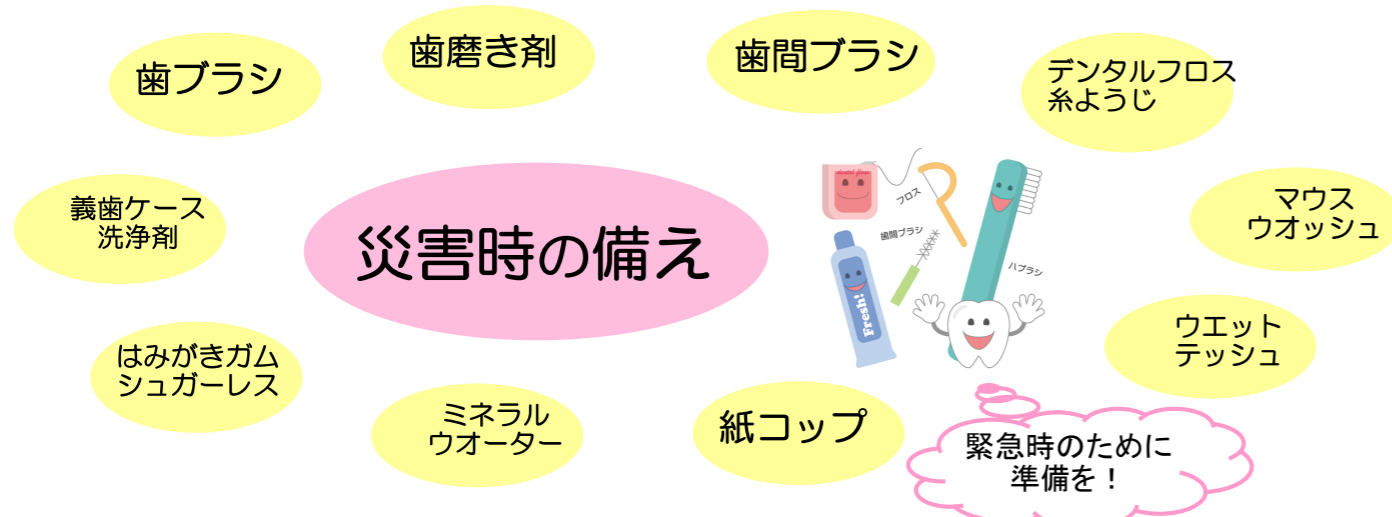 歯ブラシ
歯磨き剤
歯間ブラシ
デンタルフロス
糸ようじ
義歯ケース
洗浄剤
災害時の備え
dental floss
フロス
歯間ブラシ
ハブラシ
Fresh!
マウス
ウオッシュ
はみがきガム
シュガーレス
ミネラル
ウオーター
紙コップ
ウエット
テッシュ
緊急時のために
準備を！